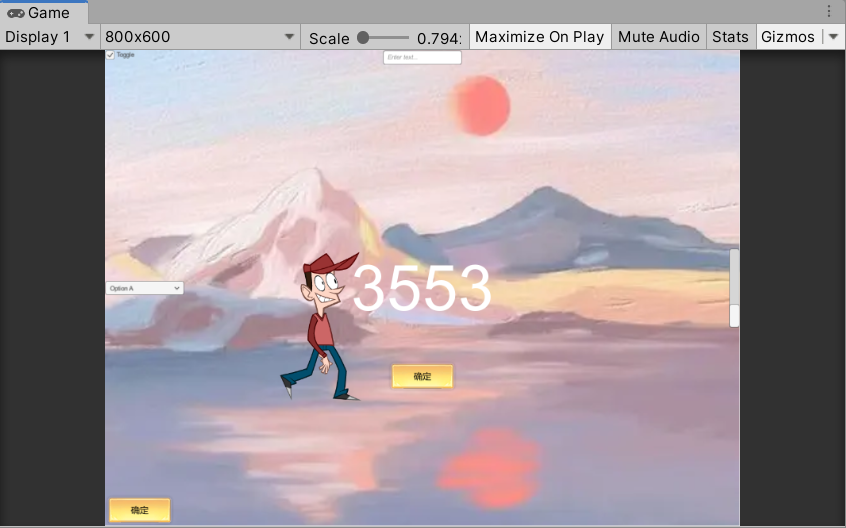 Game
Display 1 800x600 Scale 0.794: Maximize On Play Mute Audio Stats Gizmos
Toggle
Enter text...
Option A
3553
确定
确定